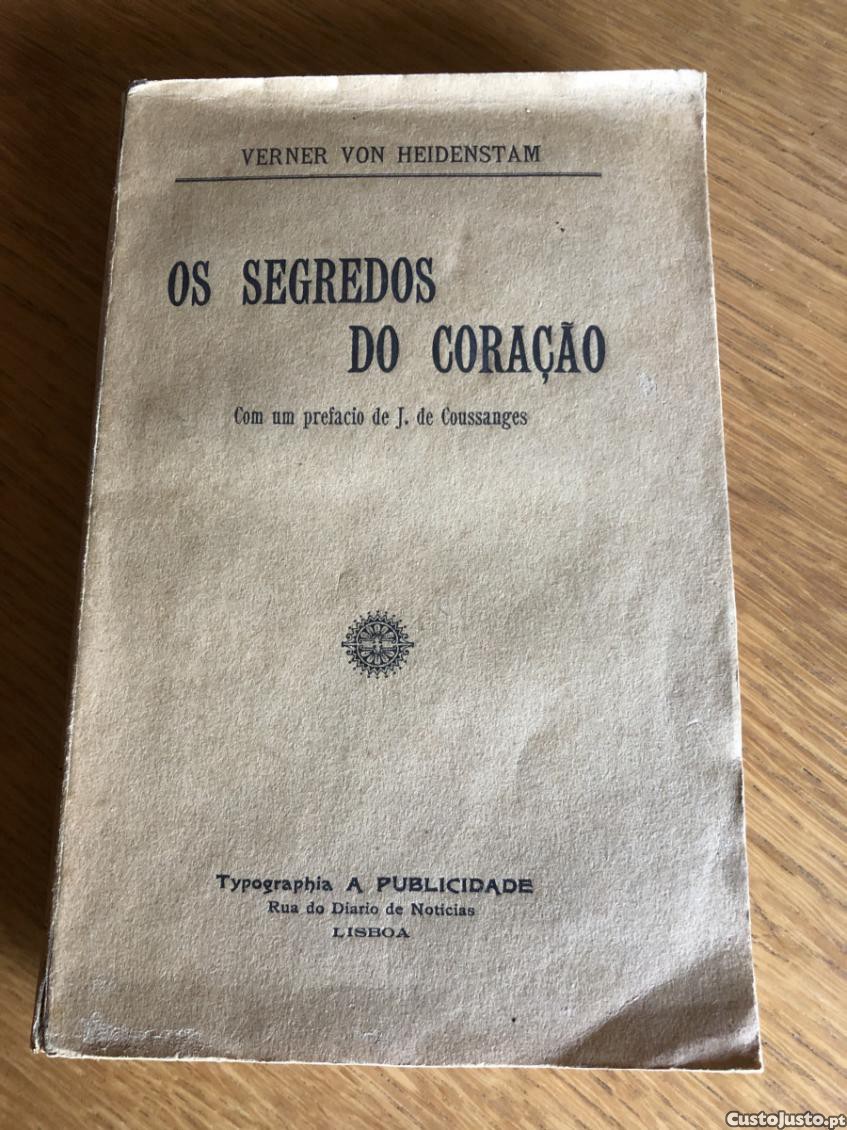 VERNER VON HEIDENSTAM
OS SEGREDOS
DO CORAÇÃO
Com um prefacio de J. de Coussanges
Typographia A PUBLICIDADE
Rua do Diario de Noticias
LISBOA
CustoJusto.pt